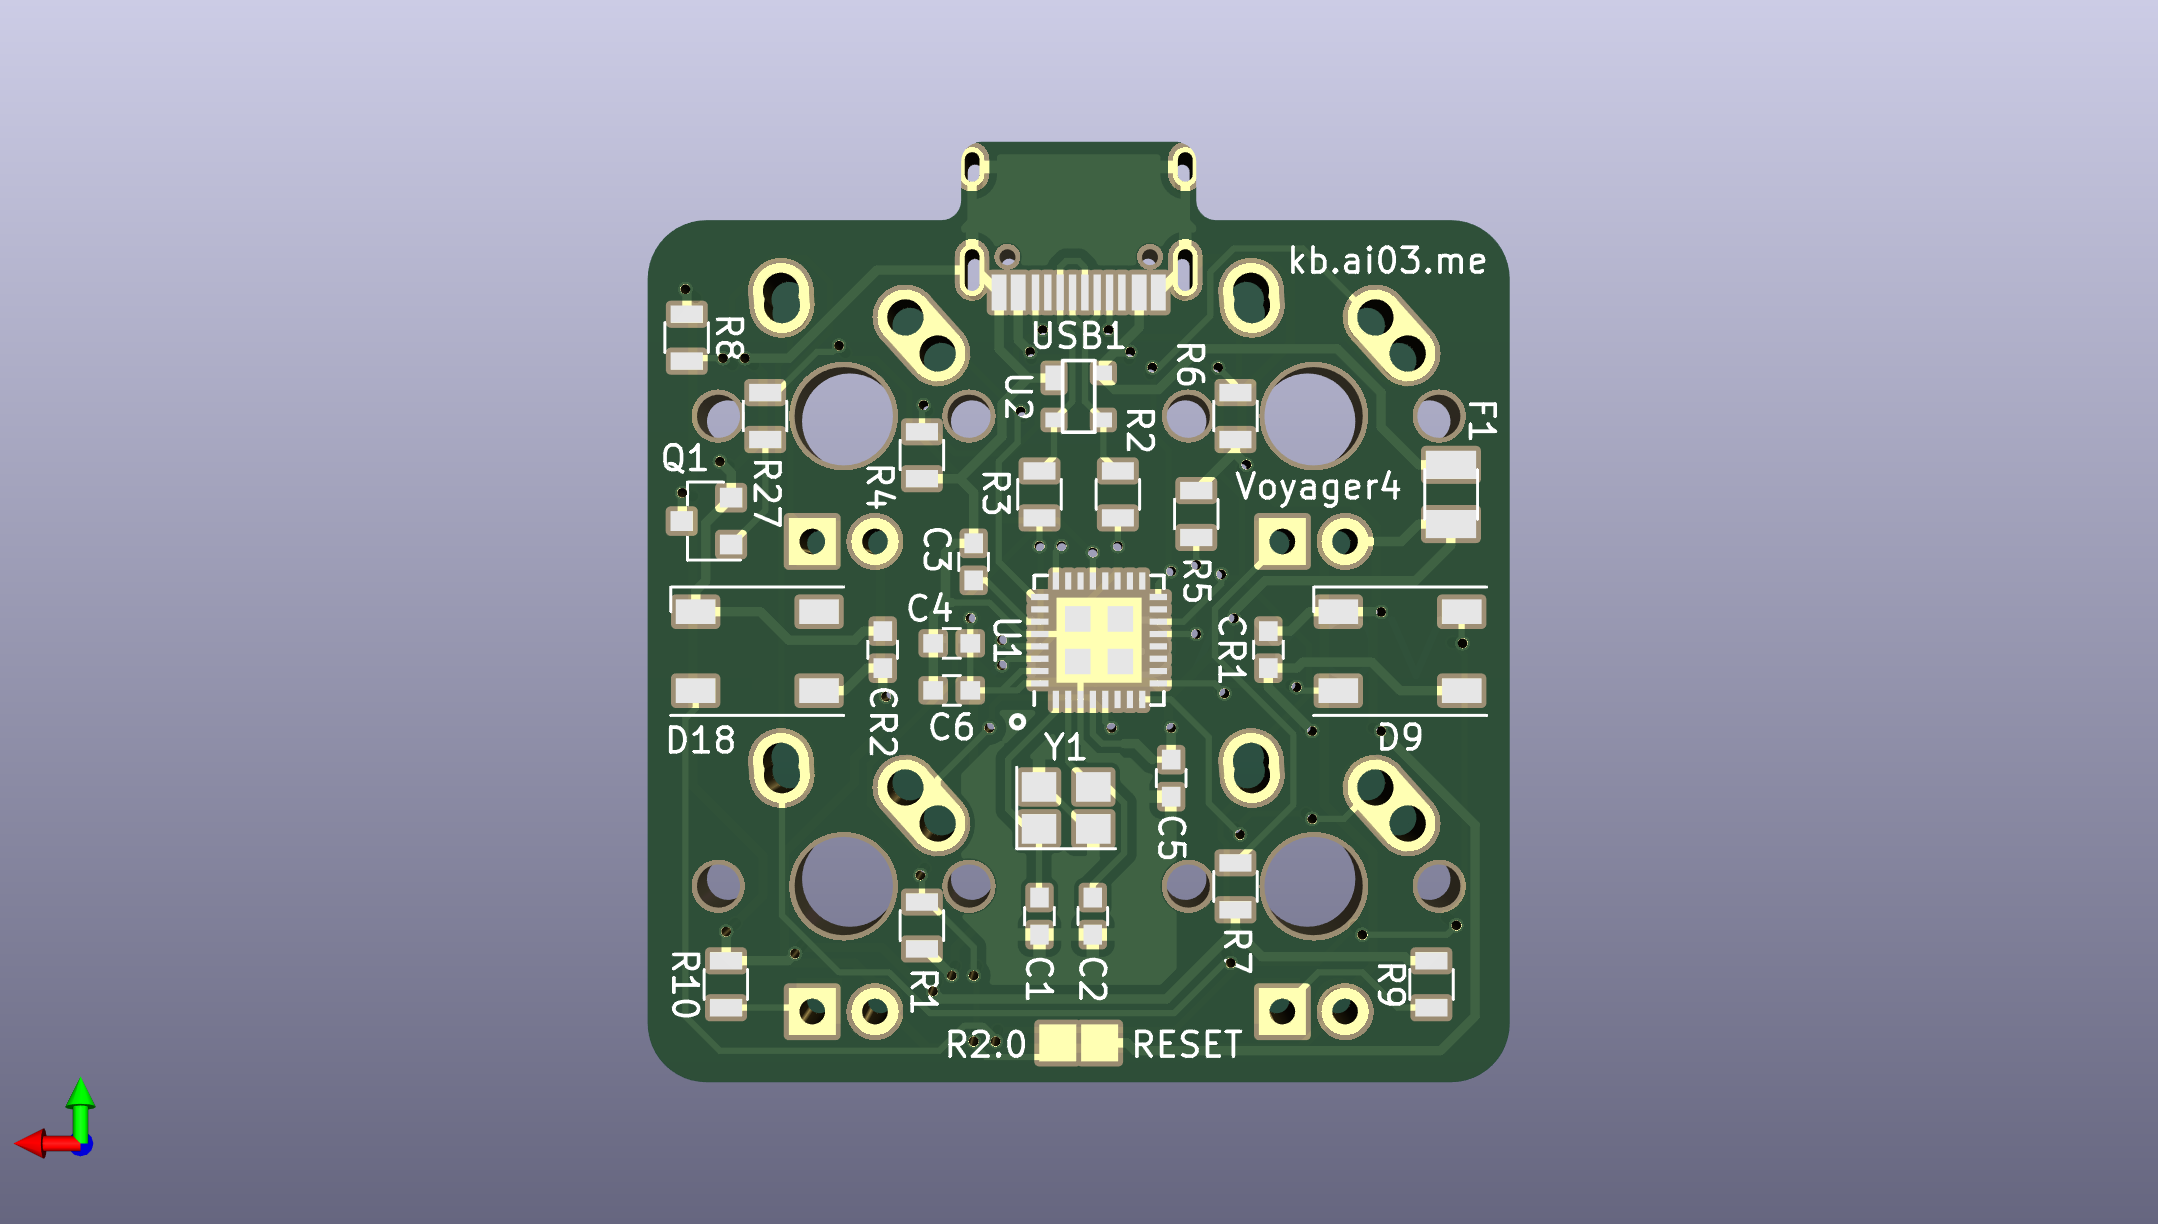 kb.ai03.me
R8
USB1
R6
U2
R2
F1
Q1
R27
R4
R3
Voyager4
C3
R5
C4
U1
CR1
D18
CR2
C6
Y1
D9
C5
R10
R1
C1
C2
R7
R9
R2.0
RESET